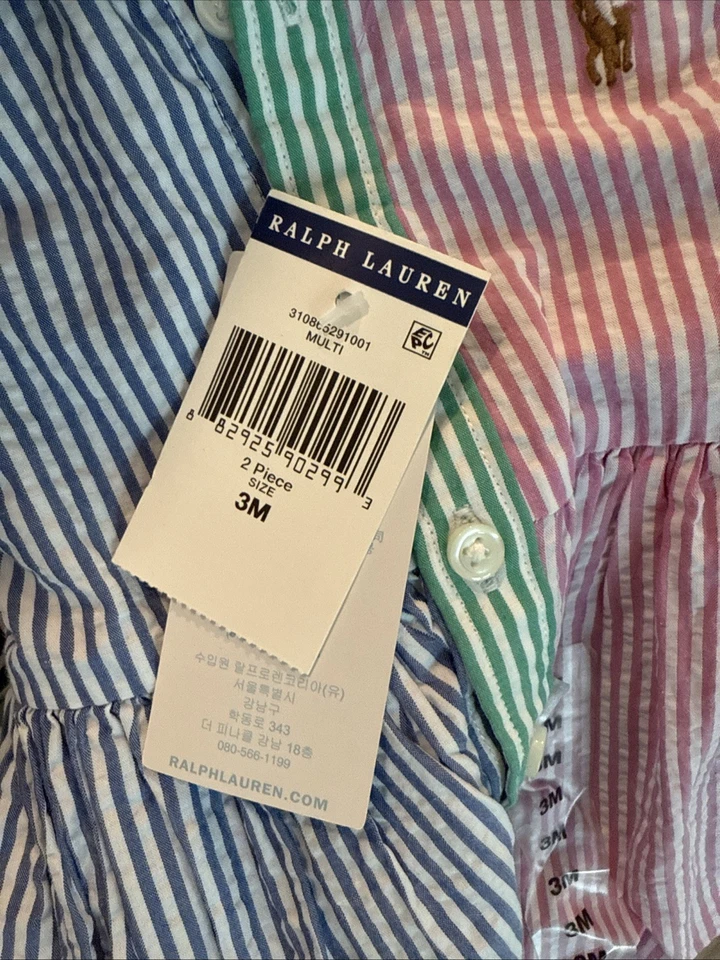 RALPH LAUREN
MULTI
8 82925 90299 3
2 Piece
SIZE
3M
수입원 랄프로렌코리아(유)
서울특별시
강남구
학동로 343
더 피나클 강남 18층
080-566-1199
RALPHLAUREN.COM
3M
3M
3M
3M